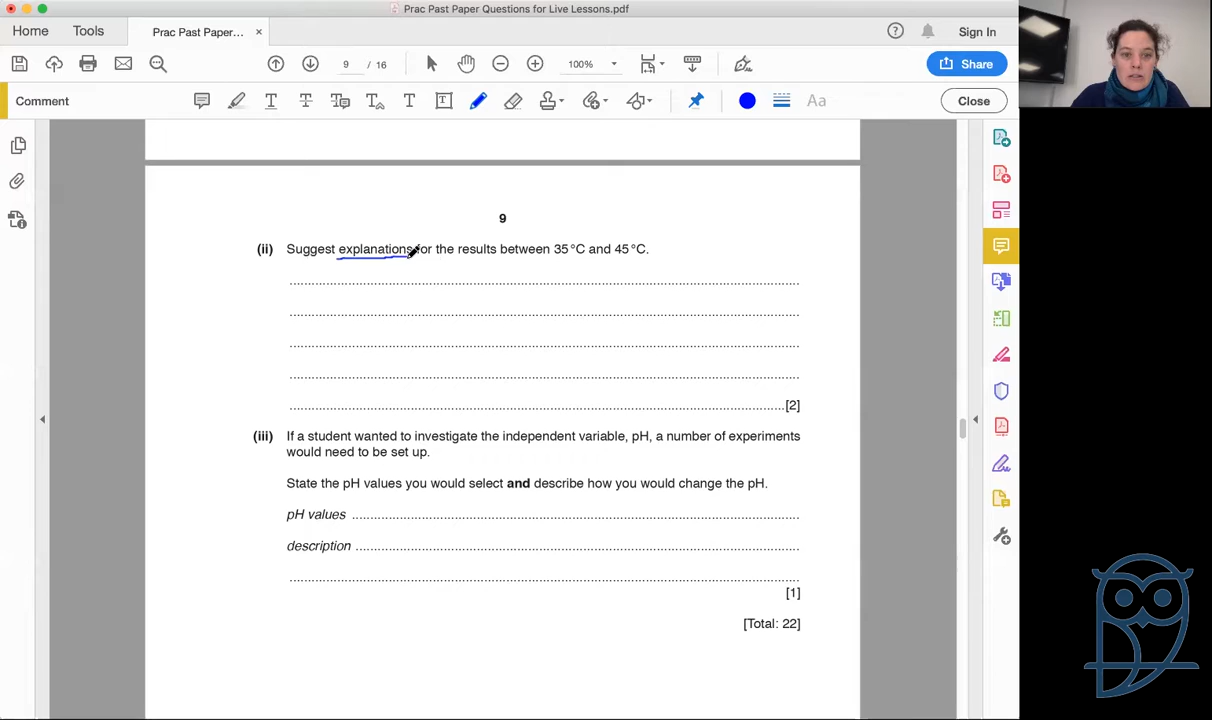 Prac Past Paper Questions for Live Lessons.pdf
Home Tools Prac Past Paper... × Sign In
9 / 16 100% Share
Comment Aa Close
9
(ii) Suggest explanations for the results between 35 °C and 45 °C.
[2]
(iii) If a student wanted to investigate the independent variable, pH, a number of experiments
would need to be set up.
State the pH values you would select and describe how you would change the pH.
pH values
description
[1]
[Total: 22]